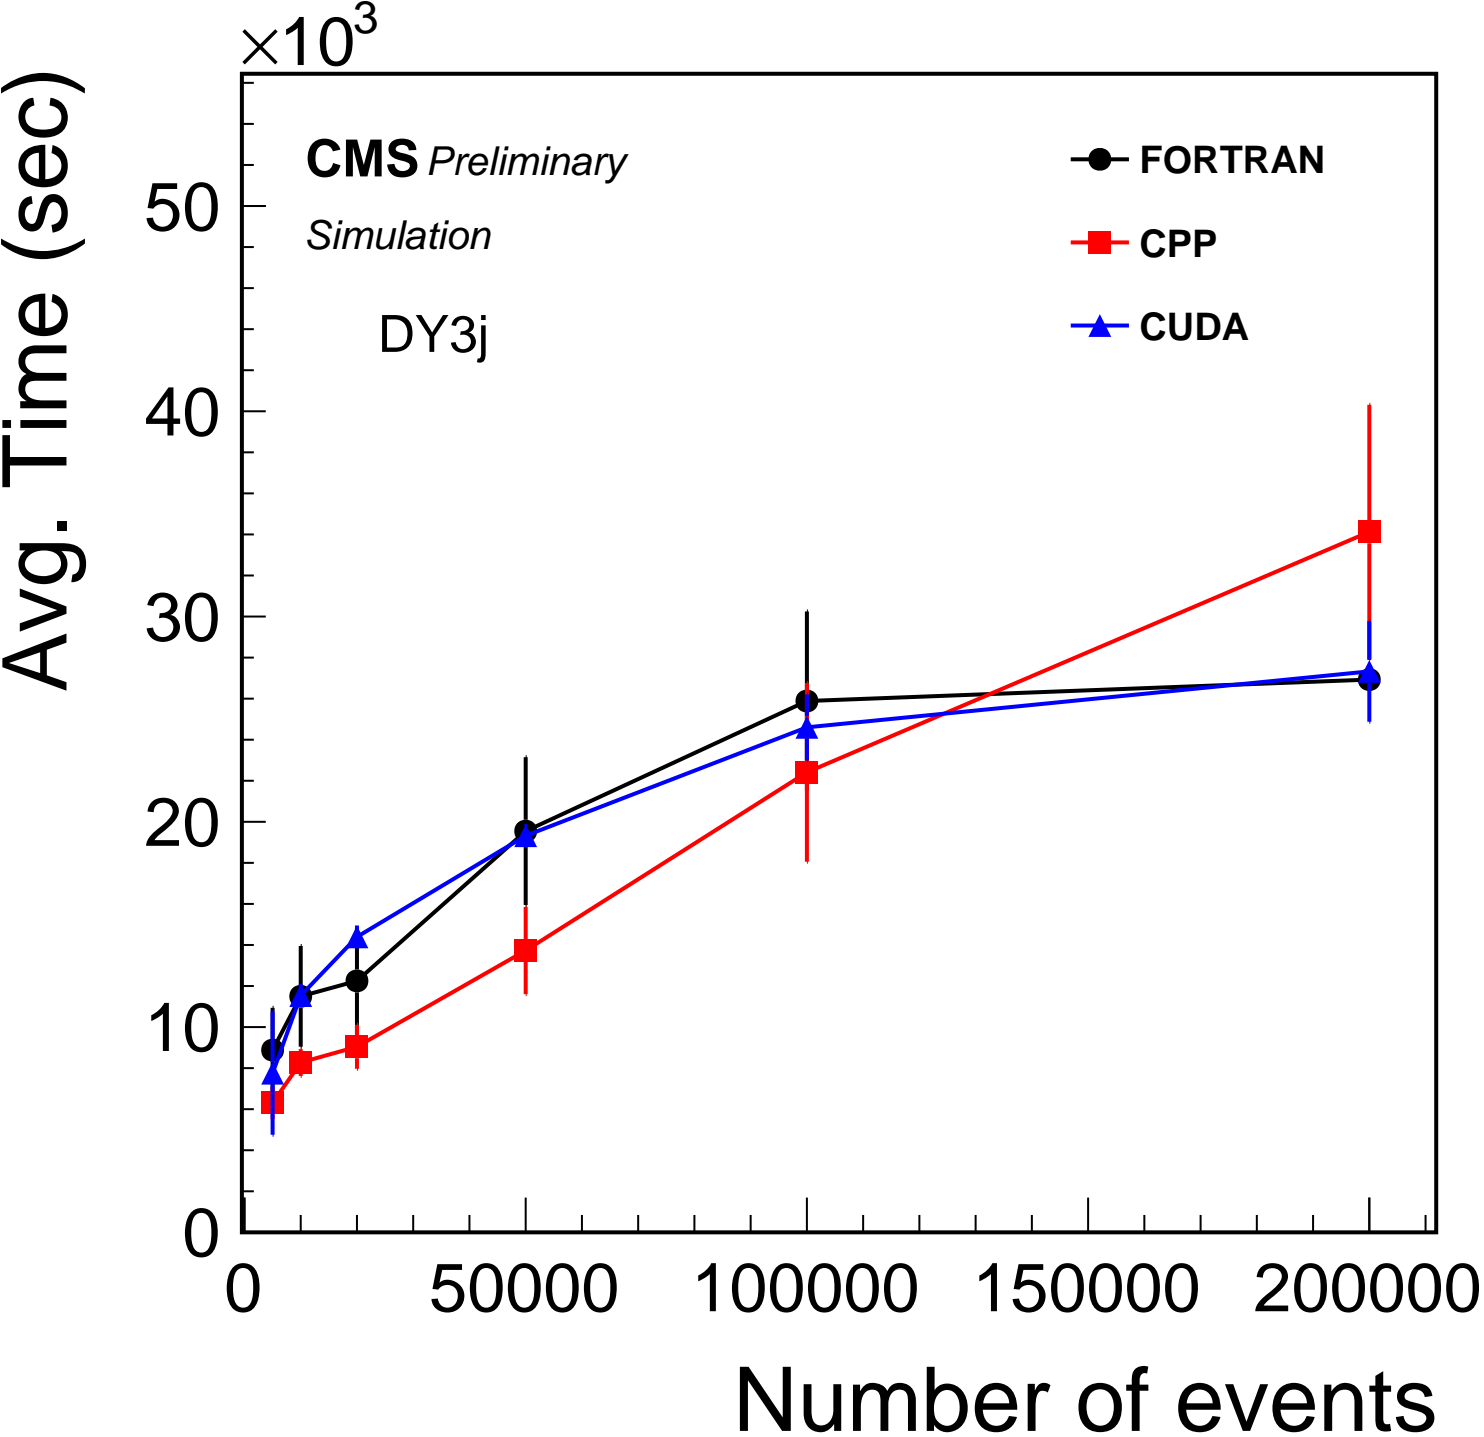 ×10³
Avg. Time (sec)
CMS Preliminary
Simulation
DY3j
FORTRAN
CPP
CUDA
50
40
30
20
10
0
0 50000 100000 150000 200000
Number of events